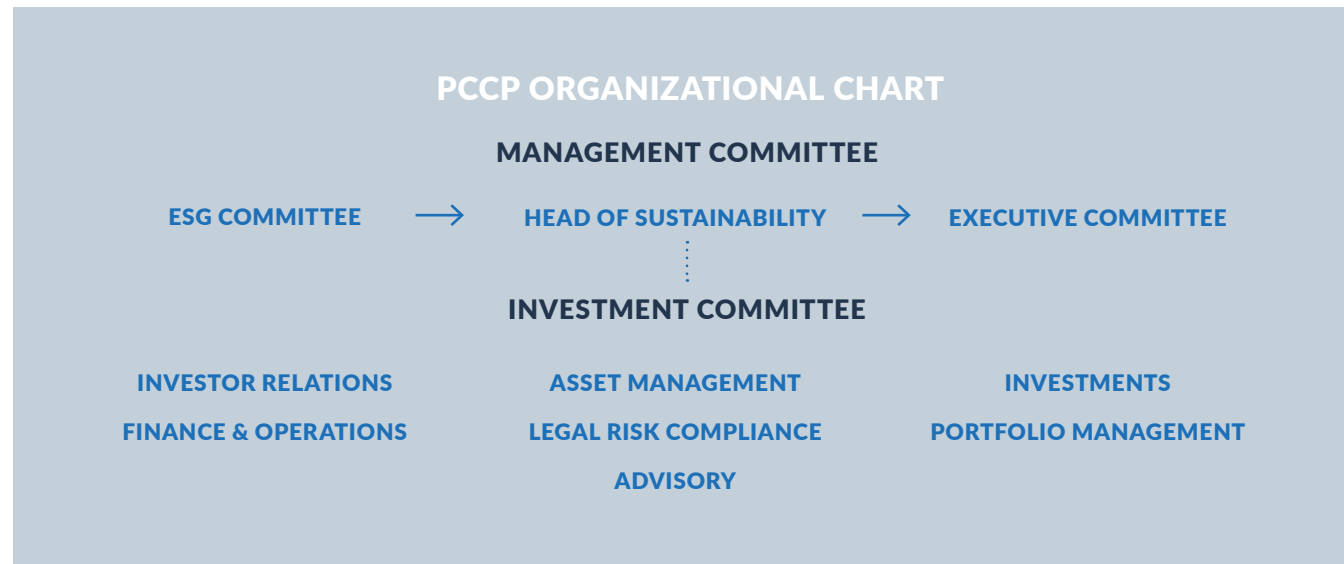 PCCP ORGANIZATIONAL CHART
MANAGEMENT COMMITTEE
ESG COMMITTEE → HEAD OF SUSTAINABILITY → EXECUTIVE COMMITTEE
INVESTMENT COMMITTEE
INVESTOR RELATIONS ASSET MANAGEMENT INVESTMENTS
FINANCE & OPERATIONS LEGAL RISK COMPLIANCE PORTFOLIO MANAGEMENT
ADVISORY